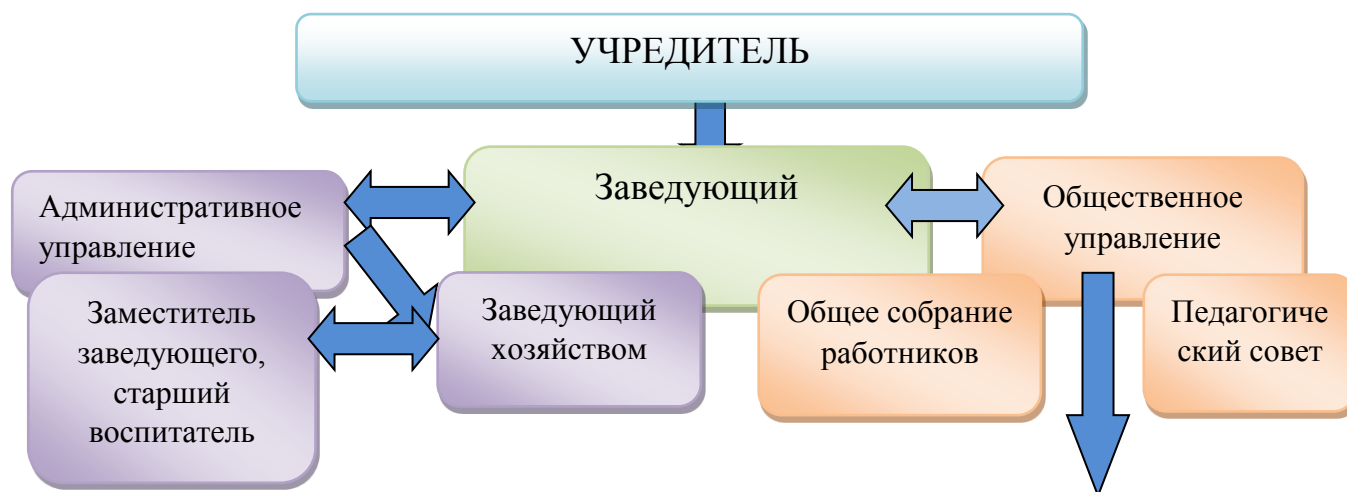 УЧРЕДИТЕЛЬ
Заведующий
Административное
управление
Общественное
управление
Заместитель
заведующего,
старший
воспитатель
Заведующий
хозяйством
Общее собрание
работников
Педагогиче
ский совет